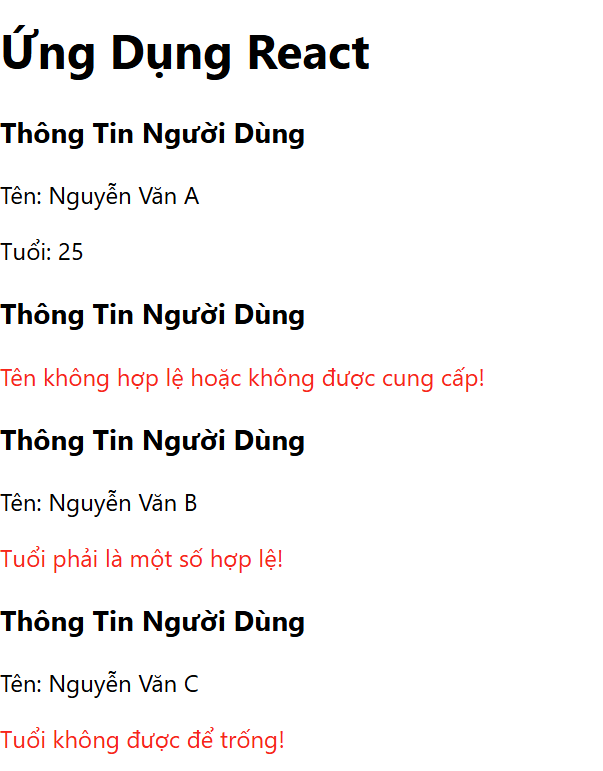 Ứng Dụng React
Thông Tin Người Dùng
Tên: Nguyễn Văn A
Tuổi: 25
Thông Tin Người Dùng
Tên không hợp lệ hoặc không được cung cấp!
Thông Tin Người Dùng
Tên: Nguyễn Văn B
Tuổi phải là một số hợp lệ!
Thông Tin Người Dùng
Tên: Nguyễn Văn C
Tuổi không được để trống!